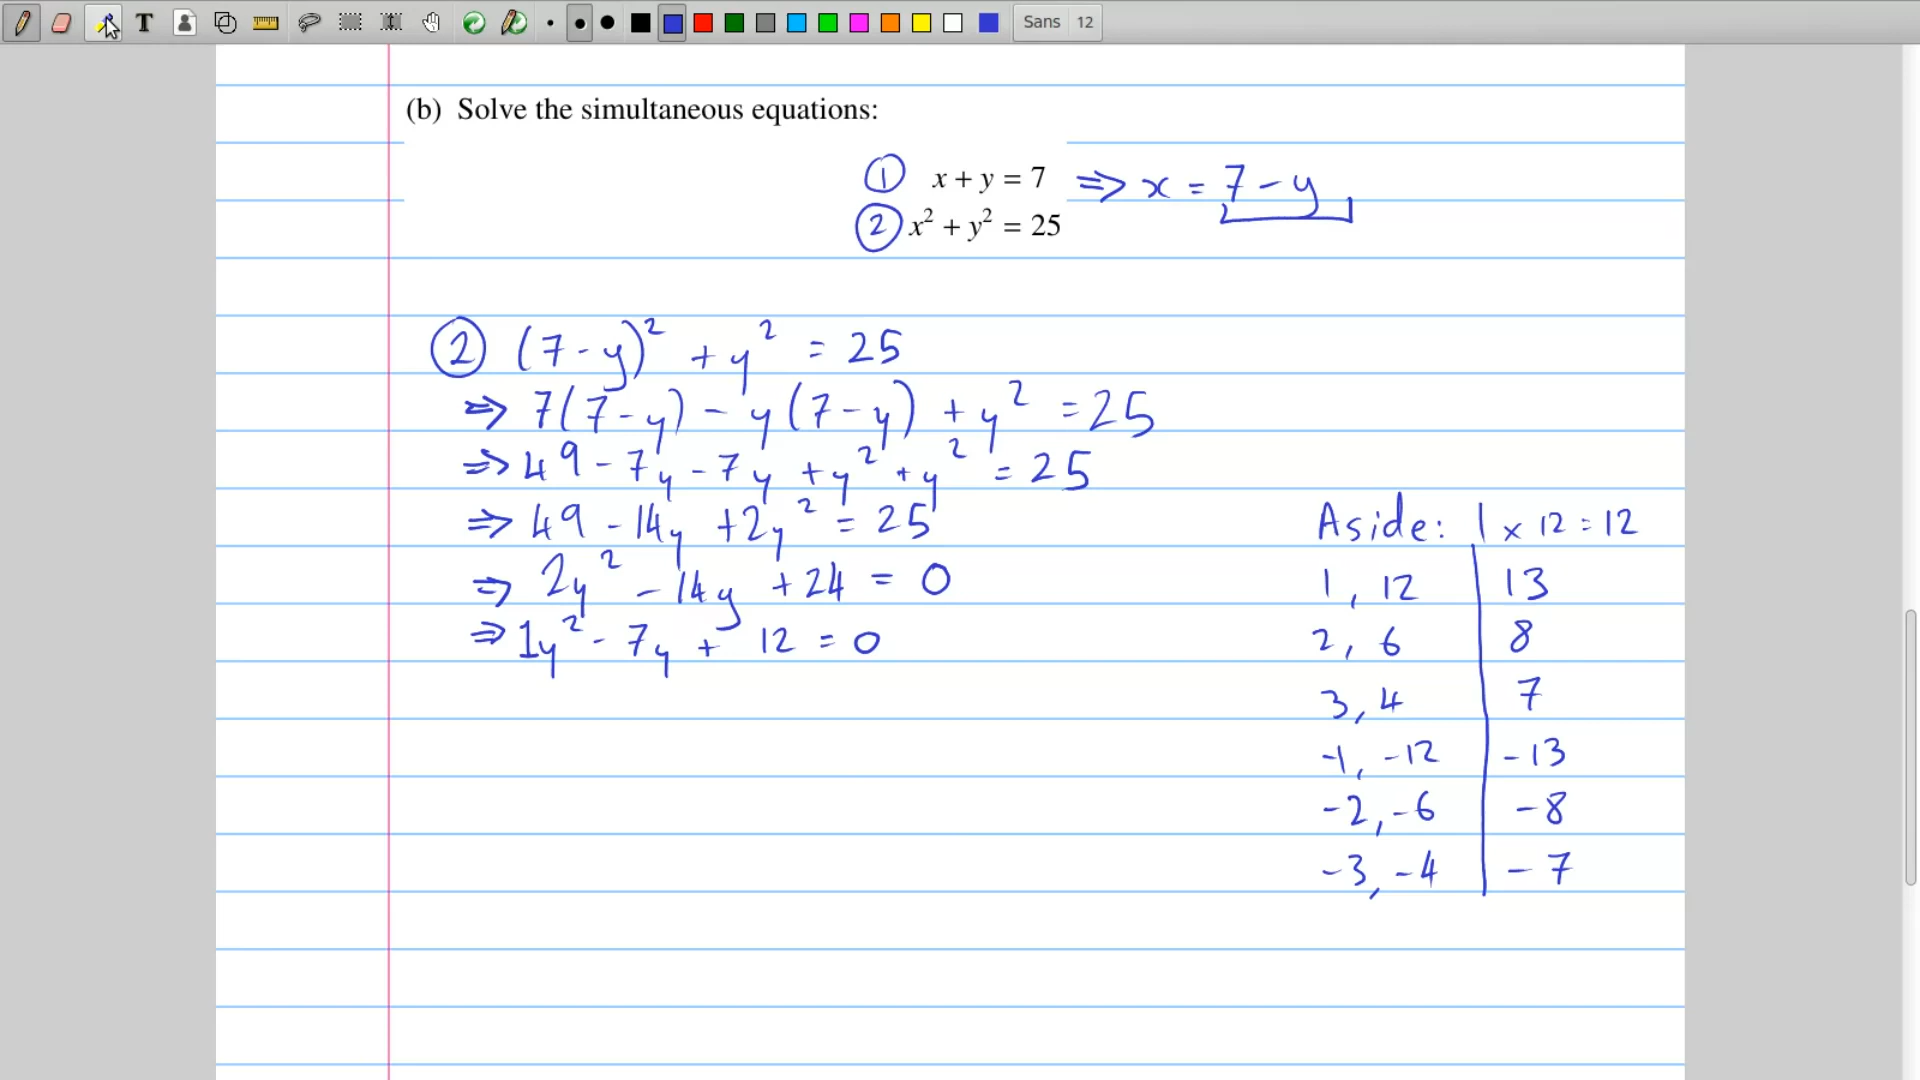 T Sans 12
(b) Solve the simultaneous equations:
① x + y = 7 => x = 7 - y
② x² + y² = 25
② (7-y)² + y² = 25
=> 7(7-y) - y(7-y) + y² = 25
=> 49 - 7y - 7y + y² + y² = 25
=> 49 - 14y + 2y² = 25
=> 2y² - 14y + 24 = 0
=> 1y² - 7y + 12 = 0
Aside: 1 x 12 = 12
1, 12 | 13
2, 6 | 8
3, 4 | 7
-1, -12 | -13
-2, -6 | -8
-3, -4 | -7